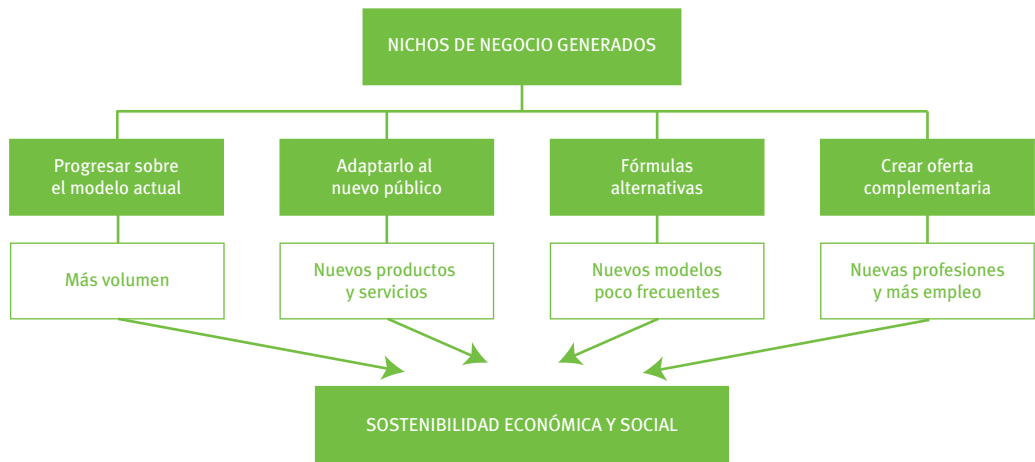 NICHOS DE NEGOCIO GENERADOS
Progresar sobre
el modelo actual
Adaptarlo al
nuevo público
Fórmulas
alternativas
Crear oferta
complementaria
Más volumen
Nuevos productos
y servicios
Nuevos modelos
poco frecuentes
Nuevas profesiones
y más empleo
SOSTENIBILIDAD ECONÓMICA Y SOCIAL